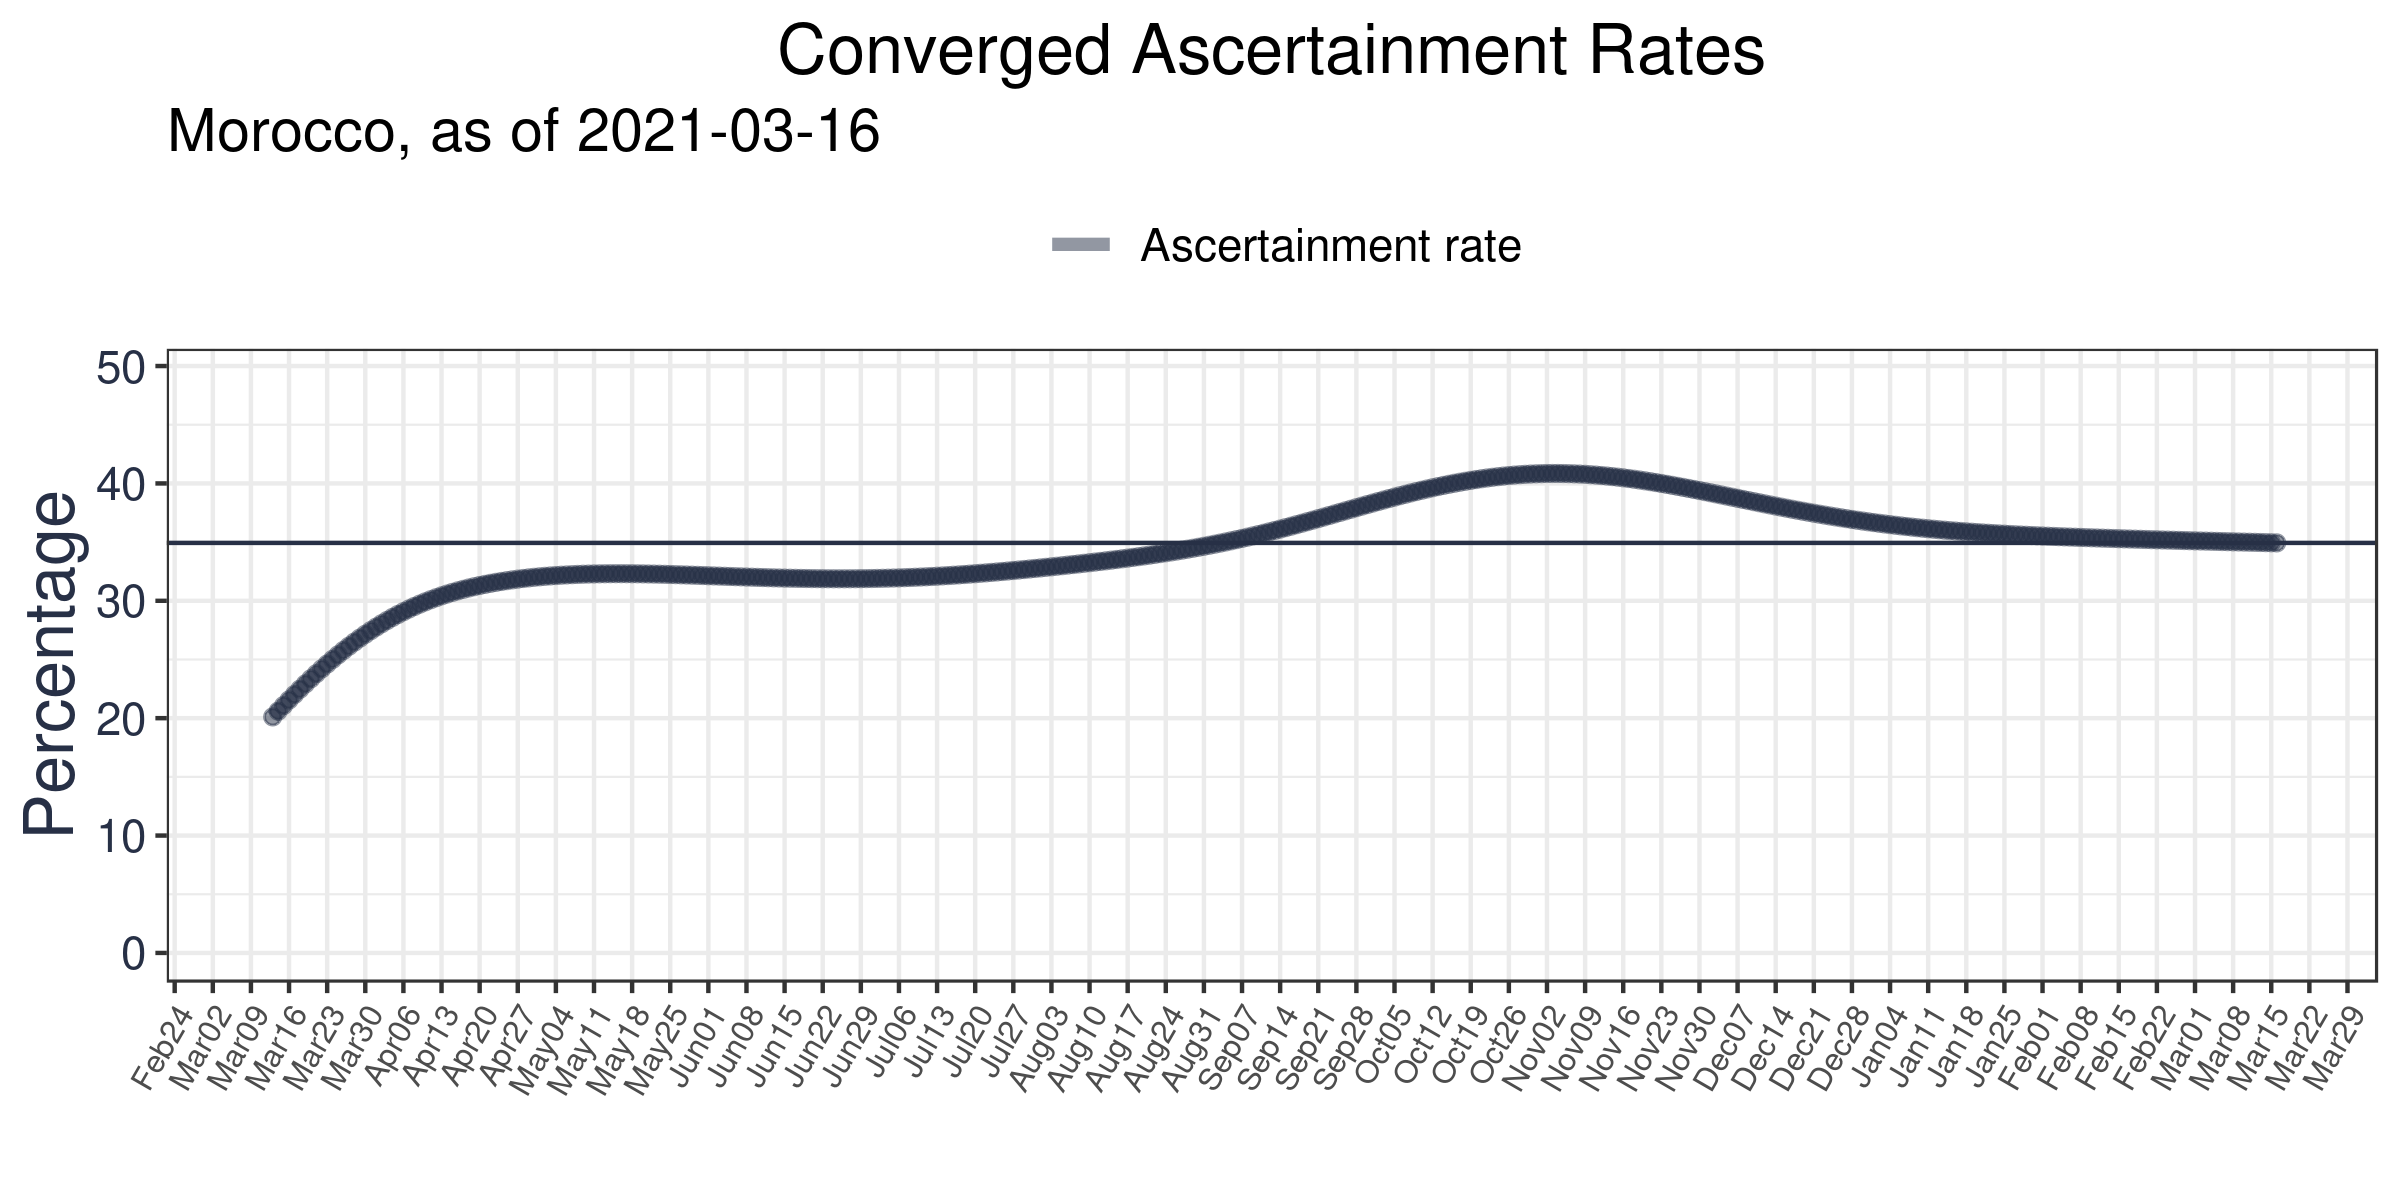 Converged Ascertainment Rates
Morocco, as of 2021-03-16
Ascertainment rate
Percentage
50
40
30
20
10
0
Feb24
Mar02
Mar09
Mar16
Mar23
Mar30
Apr06
Apr13
Apr20
Apr27
May04
May11
May18
May25
Jun01
Jun08
Jun15
Jun22
Jun29
Jul06
Jul13
Jul20
Jul27
Aug03
Aug10
Aug17
Aug24
Aug31
Sep07
Sep14
Sep21
Sep28
Oct05
Oct12
Oct19
Oct26
Nov02
Nov09
Nov16
Nov23
Nov30
Dec07
Dec14
Dec21
Dec28
Jan04
Jan11
Jan18
Jan25
Feb01
Feb08
Feb15
Feb22
Mar01
Mar08
Mar15
Mar22
Mar29